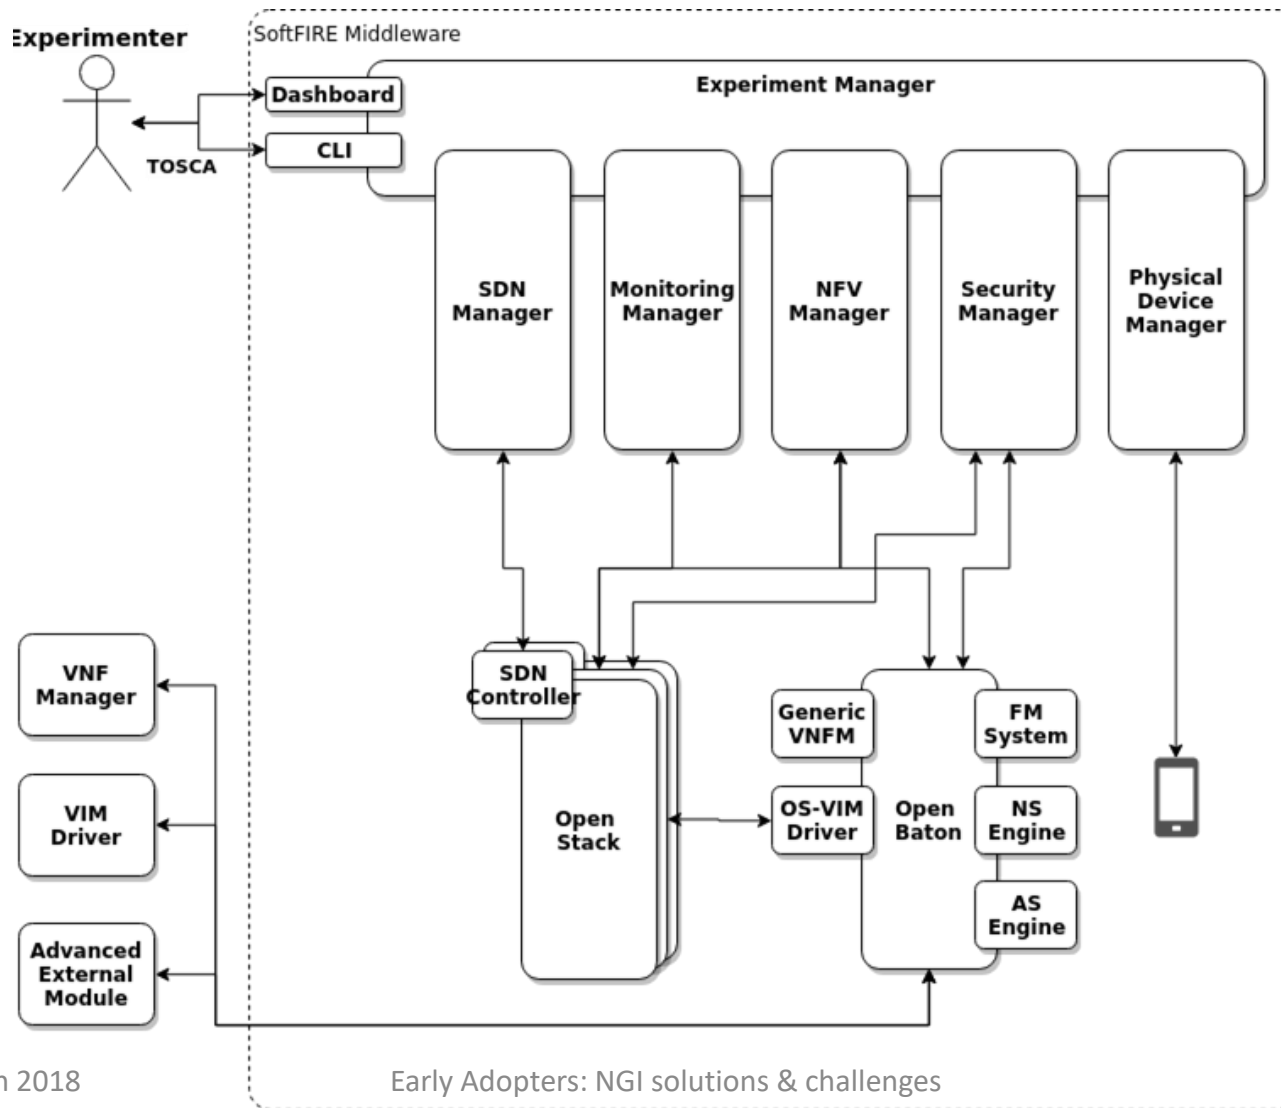 SoftFIRE Middleware
Experimenter
Dashboard
Experiment Manager
CLI
TOSCA
SDN
Manager
Monitoring
Manager
NFV
Manager
Security
Manager
Physical
Device
Manager
VNF
Manager
SDN
Controller
Generic
VNFM
FM
System
VIM
Driver
Open
Stack
OS-VIM
Driver
Open
Baton
NS
Engine
AS
Engine
Advanced
External
Module
2018
Early Adopters: NGI solutions & challenges